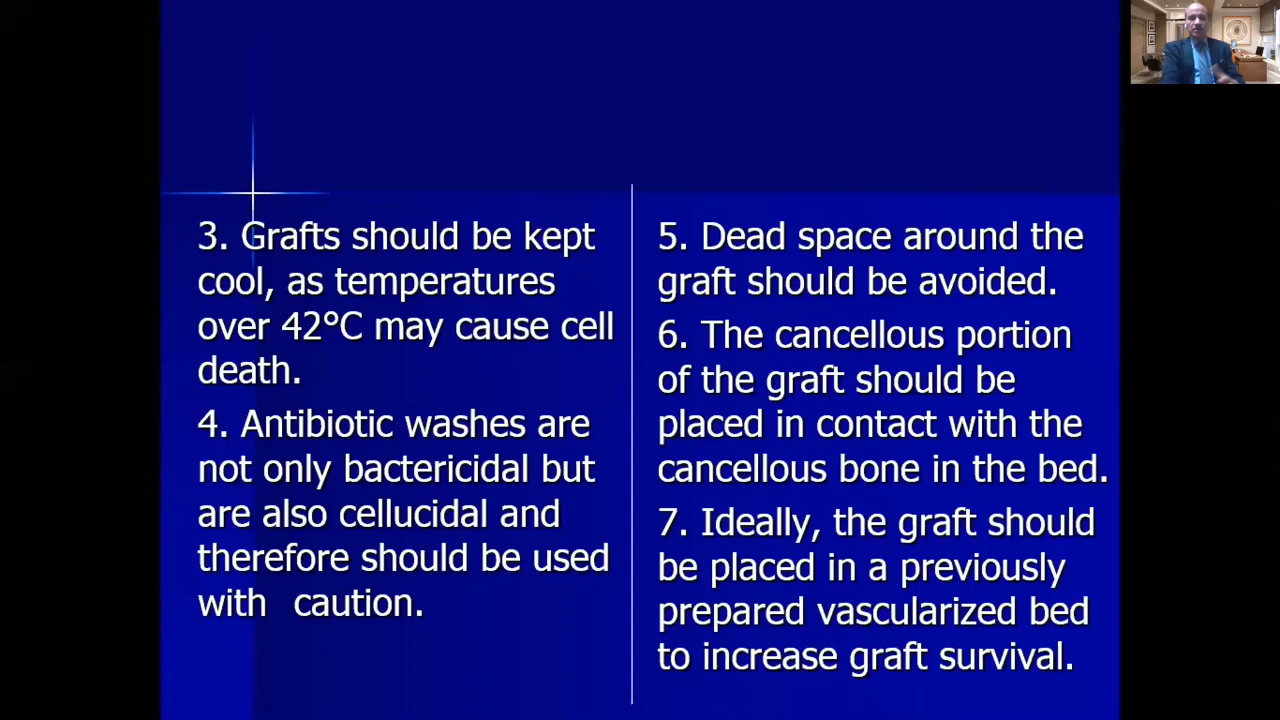 3. Grafts should be kept
cool, as temperatures
over 42°C may cause cell
death.
4. Antibiotic washes are
not only bactericidal but
are also cellucidal and
therefore should be used
with caution.
5. Dead space around the
graft should be avoided.
6. The cancellous portion
of the graft should be
placed in contact with the
cancellous bone in the bed.
7. Ideally, the graft should
be placed in a previously
prepared vascularized bed
to increase graft survival.